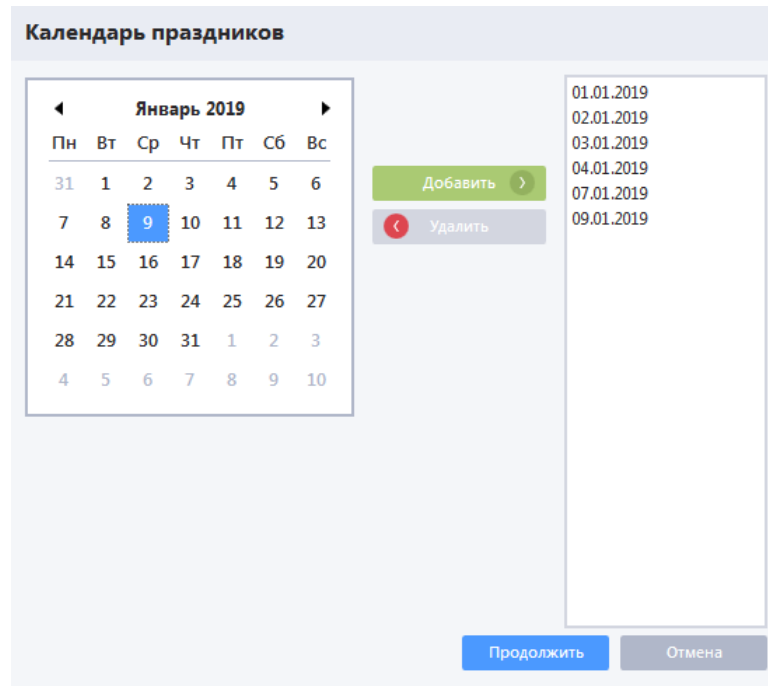 Календарь праздников
Январь 2019
Пн Вт Ср Чт Пт Сб Вс
31 1 2 3 4 5 6
7 8 9 10 11 12 13
14 15 16 17 18 19 20
21 22 23 24 25 26 27
28 29 30 31 1 2 3
4 5 6 7 8 9 10
Добавить
Удалить
01.01.2019
02.01.2019
03.01.2019
04.01.2019
07.01.2019
09.01.2019
Продолжить
Отмена